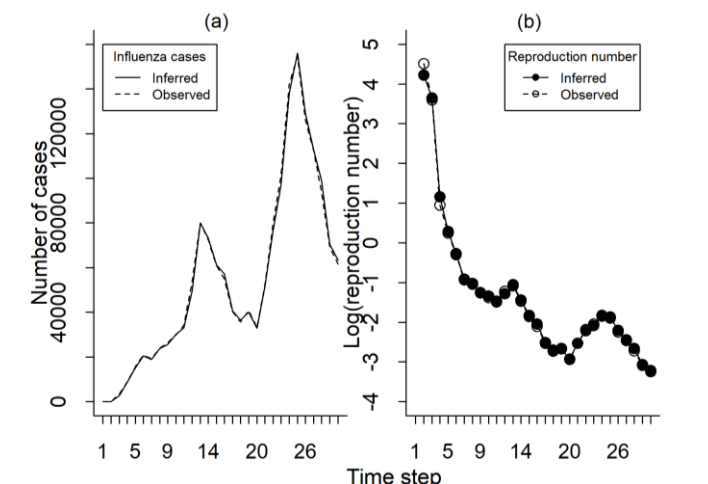 (a)
Influenza cases
Inferred
Observed
Number of cases
0
40000
80000
120000
1 5 9 14 20 26
(b)
Reproduction number
Inferred
Observed
Log(reproduction number)
5
4
3
2
1
0
-1
-2
-3
-4
1 5 9 14 20 26
Time step